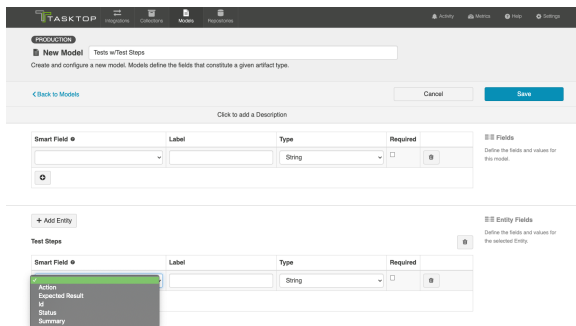 TASKTOP
Integrations Collections Models Repositories Activity Metrics Help Settings
PRODUCTION
New Model Tests w/Test Steps
Create and configure a new model. Models define the fields that constitute a given artifact type.
Back to Models Cancel Save
Click to add a Description
Smart Field Label Type Required
String
Fields
Define the fields and values for
this model.
+ Add Entity
Entity Fields
Define the fields and values for
the selected Entity.
Test Steps
Smart Field Label Type Required
String
Action
Expected Result
Id
Status
Summary